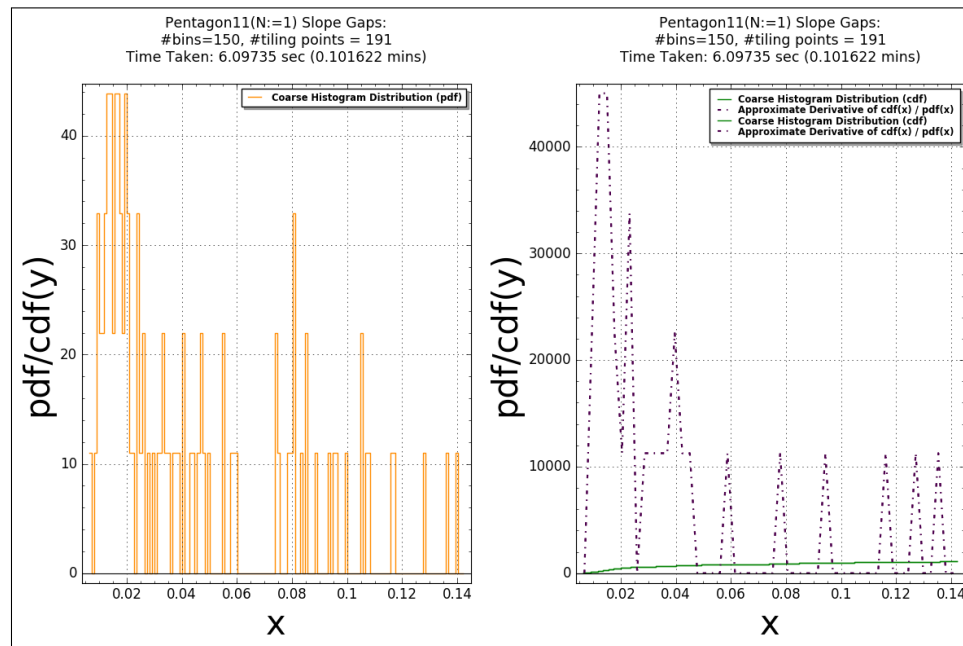 Pentagon11(N:=1) Slope Gaps:
#bins=150, #tiling points = 191
Time Taken: 6.09735 sec (0.101622 mins)
Coarse Histogram Distribution (pdf)
40
30
20
10
0
0.02 0.04 0.06 0.08 0.1 0.12 0.14
pdf/cdf(y)
x
Pentagon11(N:=1) Slope Gaps:
#bins=150, #tiling points = 191
Time Taken: 6.09735 sec (0.101622 mins)
Coarse Histogram Distribution (cdf)
Approximate Derivative of cdf(x) / pdf(x)
Coarse Histogram Distribution (cdf)
Approximate Derivative of cdf(x) / pdf(x)
40000
30000
20000
10000
0
0.02 0.04 0.06 0.08 0.1 0.12 0.14
pdf/cdf(y)
x